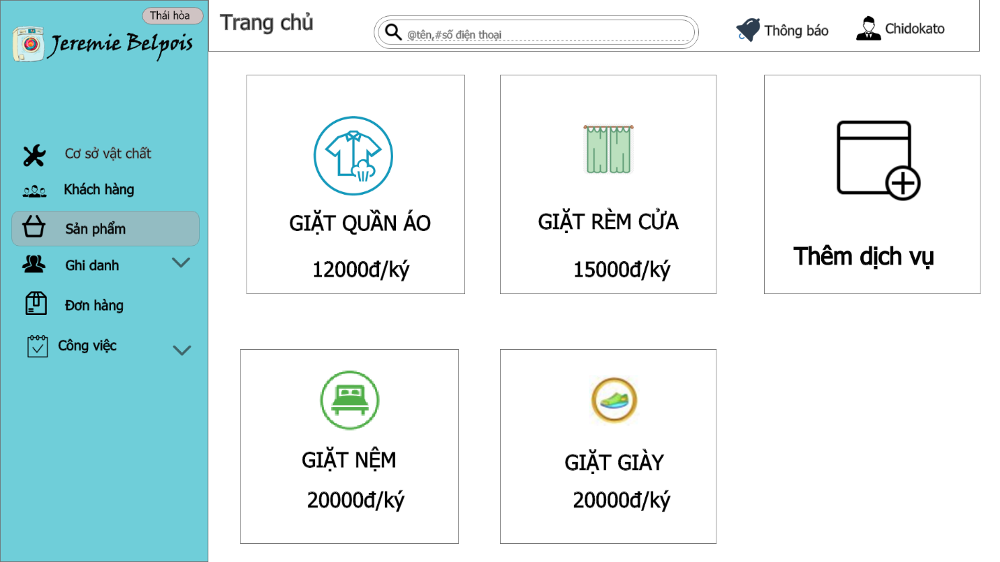 Thái hòa
Jeremie Belpois
Cơ sở vật chất
Khách hàng
Sản phẩm
Ghi danh
Đơn hàng
Công việc
Trang chủ
@tên,#số điện thoại
Thông báo
Chidokato
GIẶT QUẦN ÁO
12000đ/ký
GIẶT RÈM CỬA
15000đ/ký
Thêm dịch vụ
GIẶT NỆM
20000đ/ký
GIẶT GIÀY
20000đ/ký